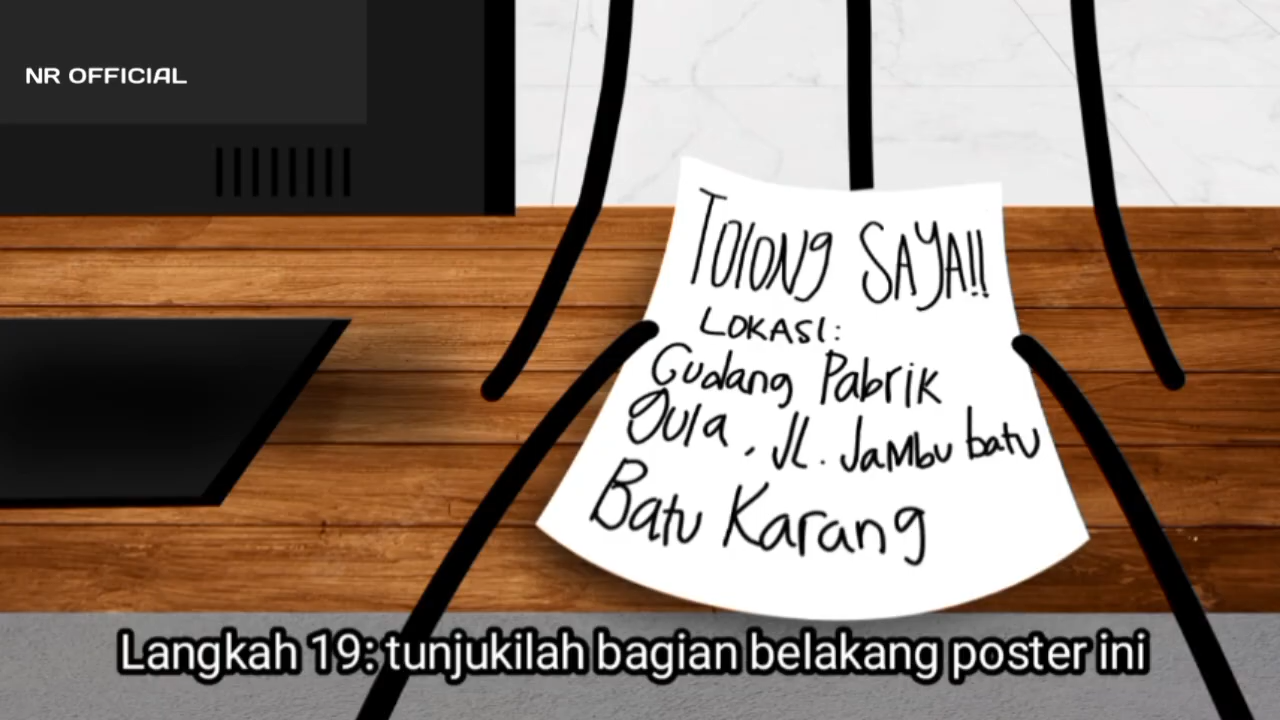 NR OFFICIAL
TOLONG SAYA!!
LOKASI:
Gudang Pabrik
gula, JL. Jambu batu
Batu Karang
Langkah 19: tunjukilah bagian belakang poster ini